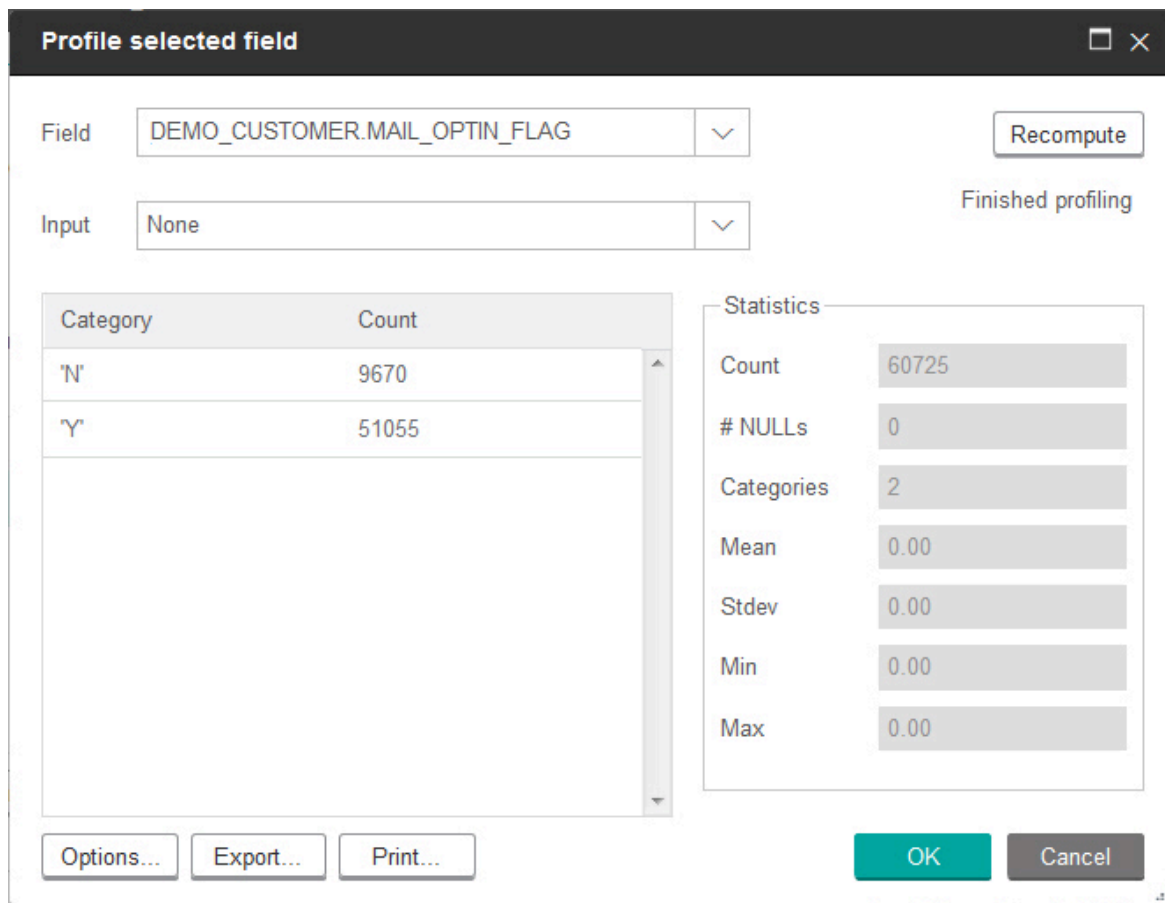 Profile selected field
Field DEMO_CUSTOMER.MAIL_OPTIN_FLAG Recompute
Finished profiling
Input None
Category Count
'N' 9670
'Y' 51055
Statistics
Count 60725
# NULLs 0
Categories 2
Mean 0.00
Stdev 0.00
Min 0.00
Max 0.00
Options... Export... Print... OK Cancel